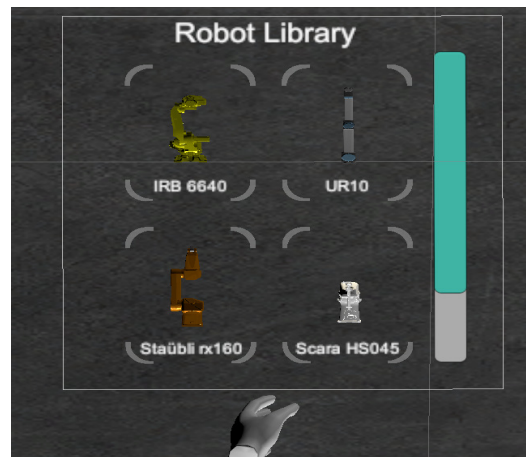 Robot Library
IRB 6640
UR10
Staübli rx160
Scara HS045